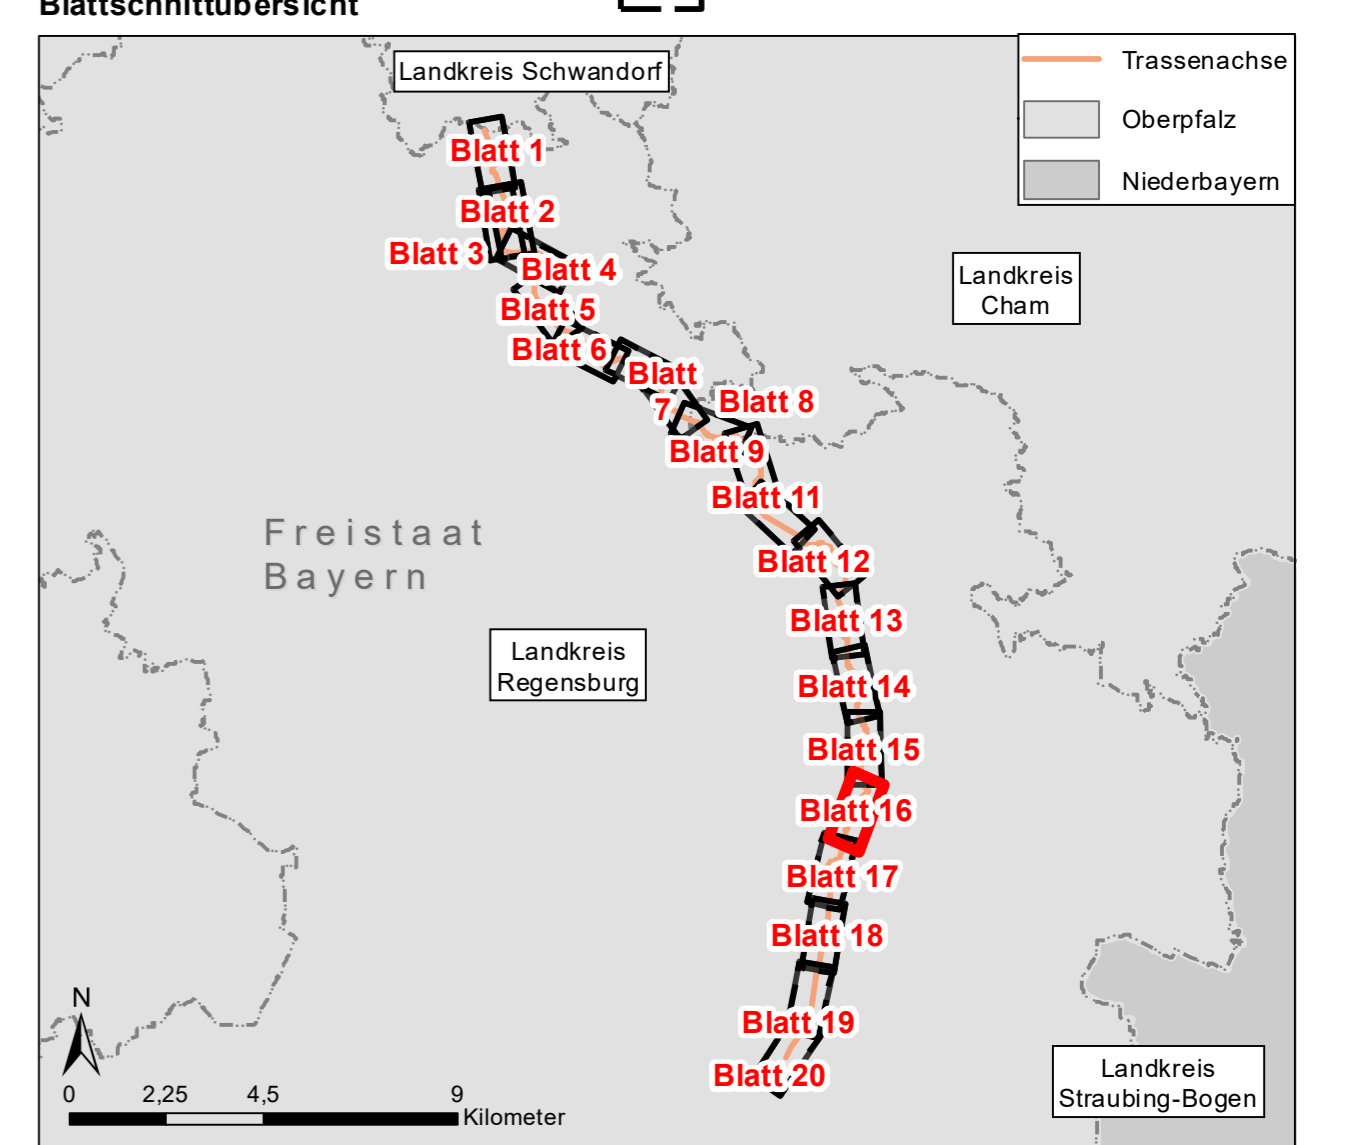 Blattschnittübersicht
Landkreis Schwandorf
Trassenachse
Oberpfalz
Niederbayern
Blatt 1
Blatt 2
Blatt 3
Blatt 4
Landkreis
Cham
Blatt 5
Blatt 6
Blatt
7
Blatt 8
Blatt 9
Blatt 11
Freistaat
Bayern
Blatt 12
Blatt 13
Landkreis
Regensburg
Blatt 14
Blatt 15
Blatt 16
Blatt 17
Blatt 18
N
Blatt 19
Blatt 20
Landkreis
Straubing-Bogen
0 2,25 4,5 9
Kilometer